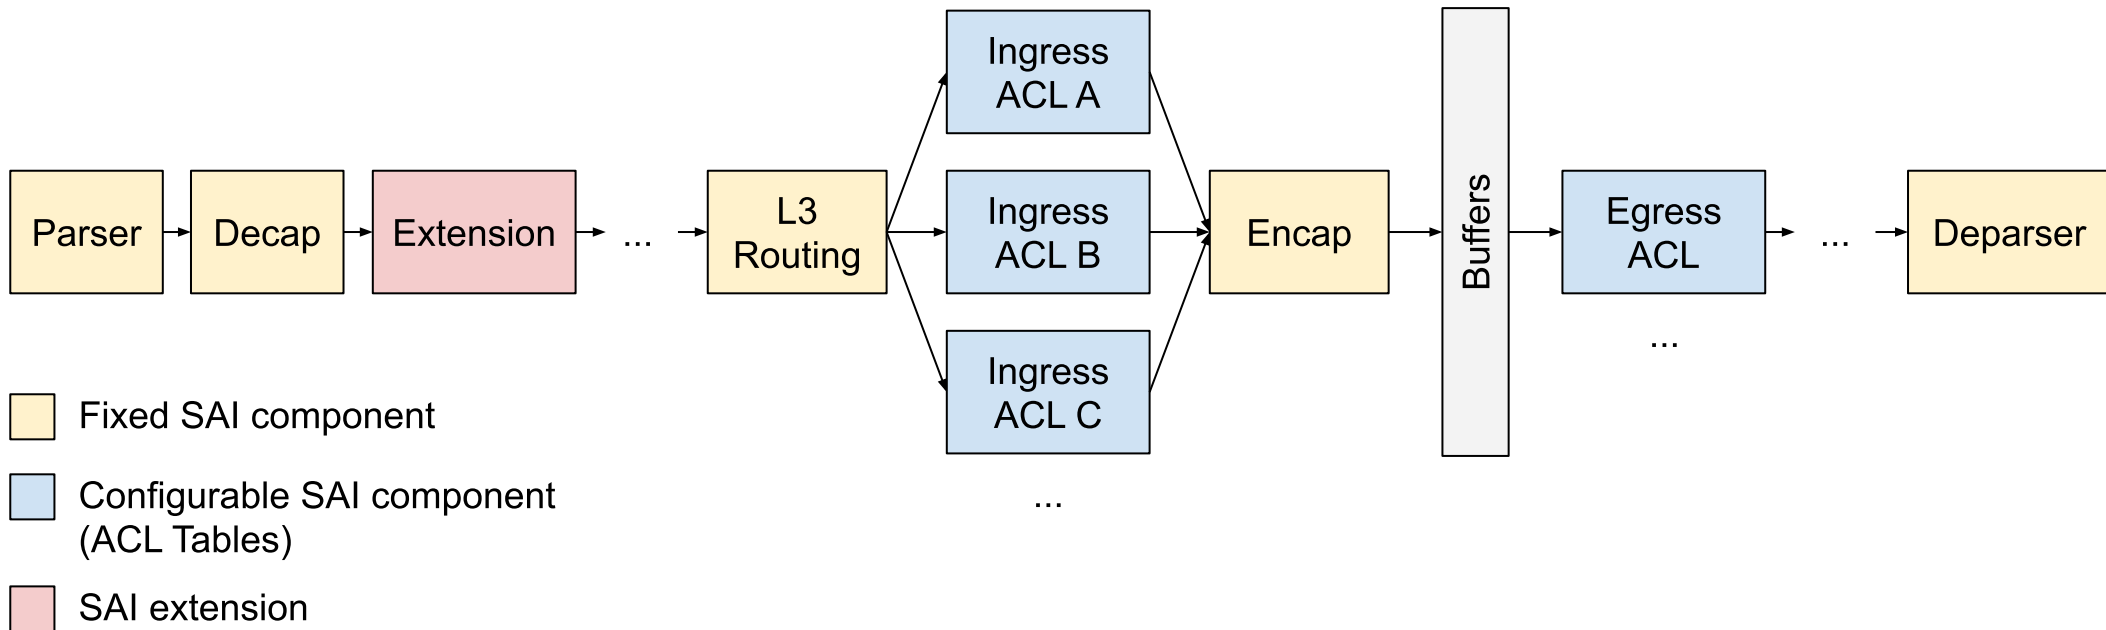 Parser
Decap
Extension
...
L3
Routing
Ingress
ACL A
Ingress
ACL B
Ingress
ACL C
...
Encap
Buffers
Egress
ACL
...
...
Deparser
Fixed SAI component
Configurable SAI component
(ACL Tables)
SAI extension